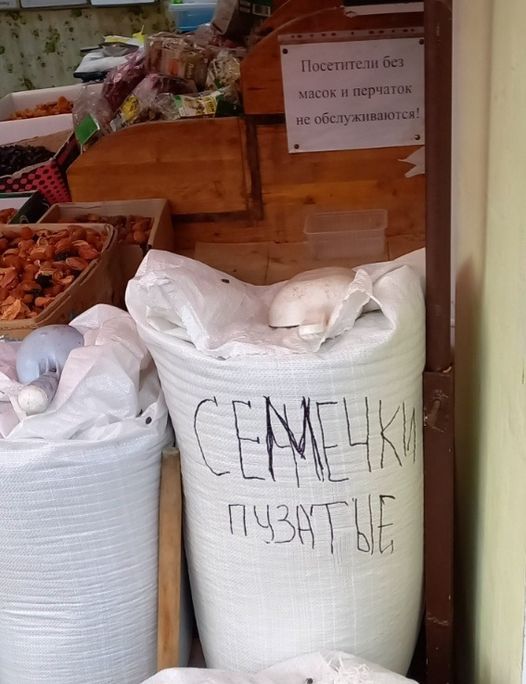 Посетители без
масок и перчаток
не обслуживаются!
СЕМЕЧКИ
ПУЗАТЫЕ